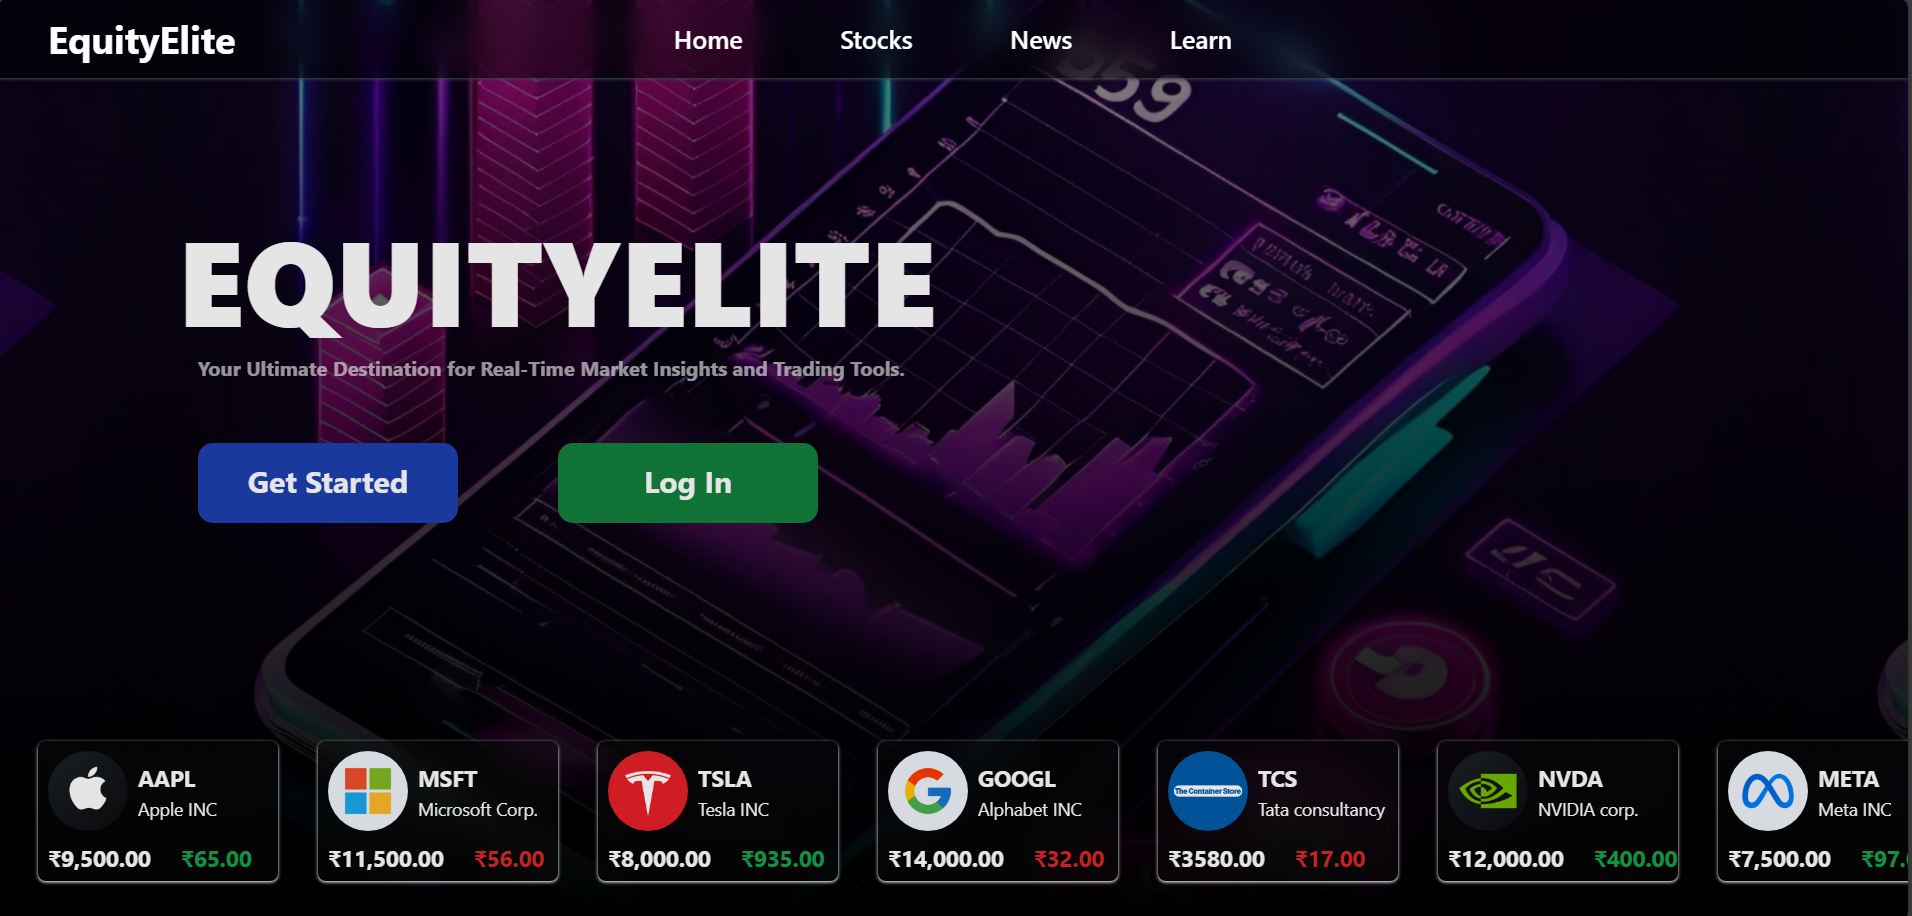 EquityElite
Home Stocks News Learn
59
EQUITYELITE
Your Ultimate Destination for Real-Time Market Insights and Trading Tools.
Get Started Log In
AAPL
Apple INC
₹9,500.00 ₹65.00
MSFT
Microsoft Corp.
₹11,500.00 ₹56.00
TSLA
Tesla INC
₹8,000.00 ₹935.00
GOOGL
Alphabet INC
₹14,000.00 ₹32.00
The Container Store
TCS
Tata consultancy
₹3580.00 ₹17.00
NVDA
NVIDIA corp.
₹12,000.00 ₹400.00
META
Meta INC
₹7,500.00 ₹97.